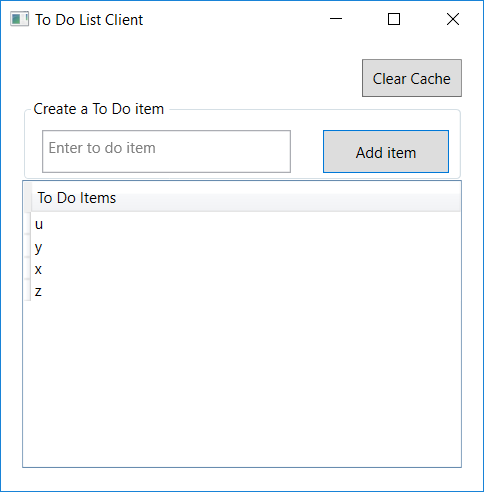 To Do List Client
Clear Cache
Create a To Do item
Enter to do item
Add item
To Do Items
u
y
x
z